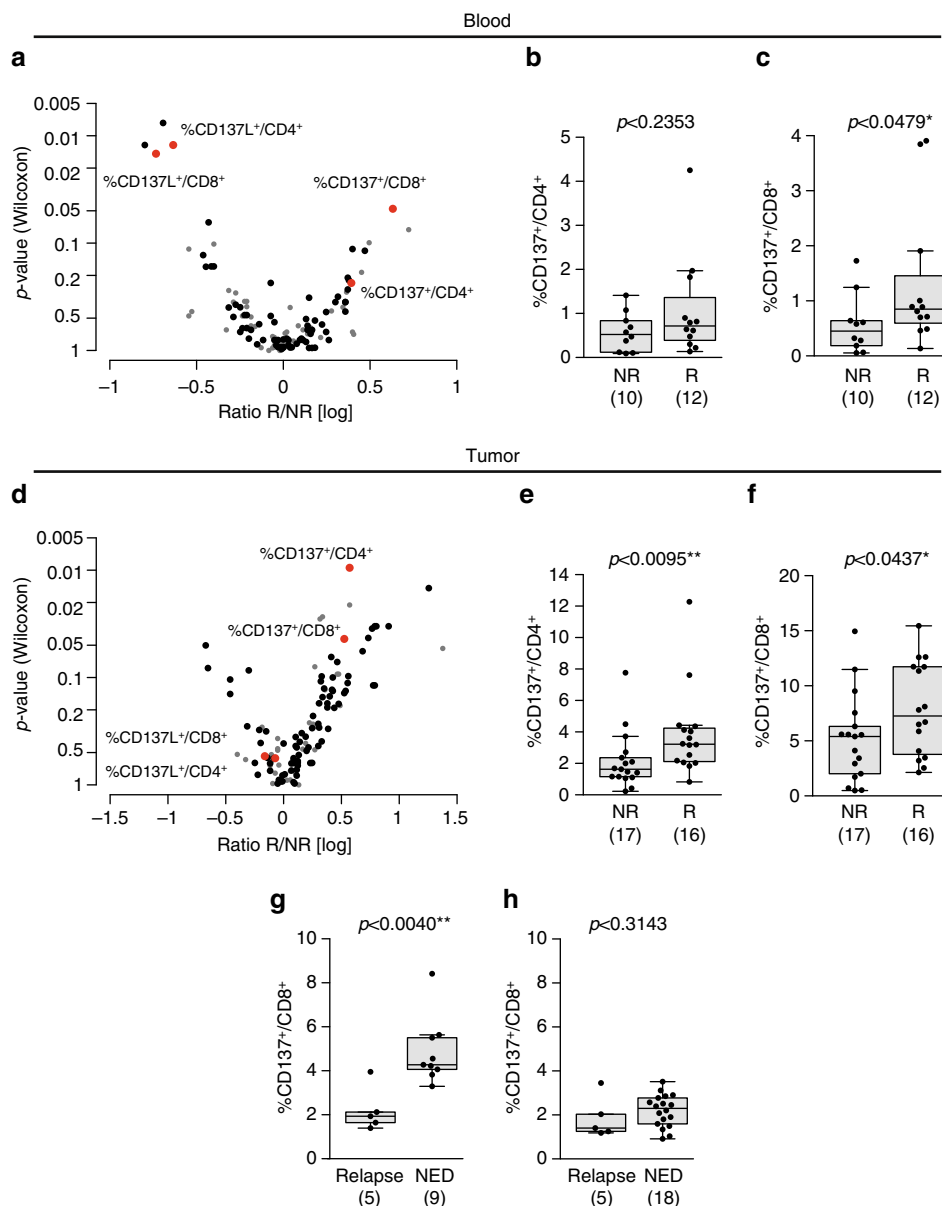 Blood
a
0.005
0.01
0.02
0.05
0.1
0.2
0.5
1
p-value (Wilcoxon)
%CD137L⁺/CD4⁺
%CD137L⁺/CD8⁺
%CD137⁺/CD8⁺
%CD137⁺/CD4⁺
−1 −0.5 0 0.5 1
Ratio R/NR [log]
b
p<0.2353
5
4
3
2
1
0
%CD137⁺/CD4⁺
NR R
(10) (12)
c
p<0.0479*
4
3
2
1
0
%CD137⁺/CD8⁺
NR R
(10) (12)
Tumor
d
0.005
0.01
0.02
0.05
0.1
0.2
0.5
1
p-value (Wilcoxon)
%CD137⁺/CD4⁺
%CD137⁺/CD8⁺
%CD137L⁺/CD8⁺
%CD137L⁺/CD4⁺
−1.5 −1 −0.5 0 0.5 1 1.5
Ratio R/NR [log]
e
p<0.0095**
14
12
10
8
6
4
2
0
%CD137⁺/CD4⁺
NR R
(17) (16)
f
p<0.0437*
20
15
10
5
0
%CD137⁺/CD8⁺
NR R
(17) (16)
g
p<0.0040**
10
8
6
4
2
0
%CD137⁺/CD8⁺
Relapse NED
(5) (9)
h
p<0.3143
10
8
6
4
2
0
%CD137⁺/CD8⁺
Relapse NED
(5) (18)